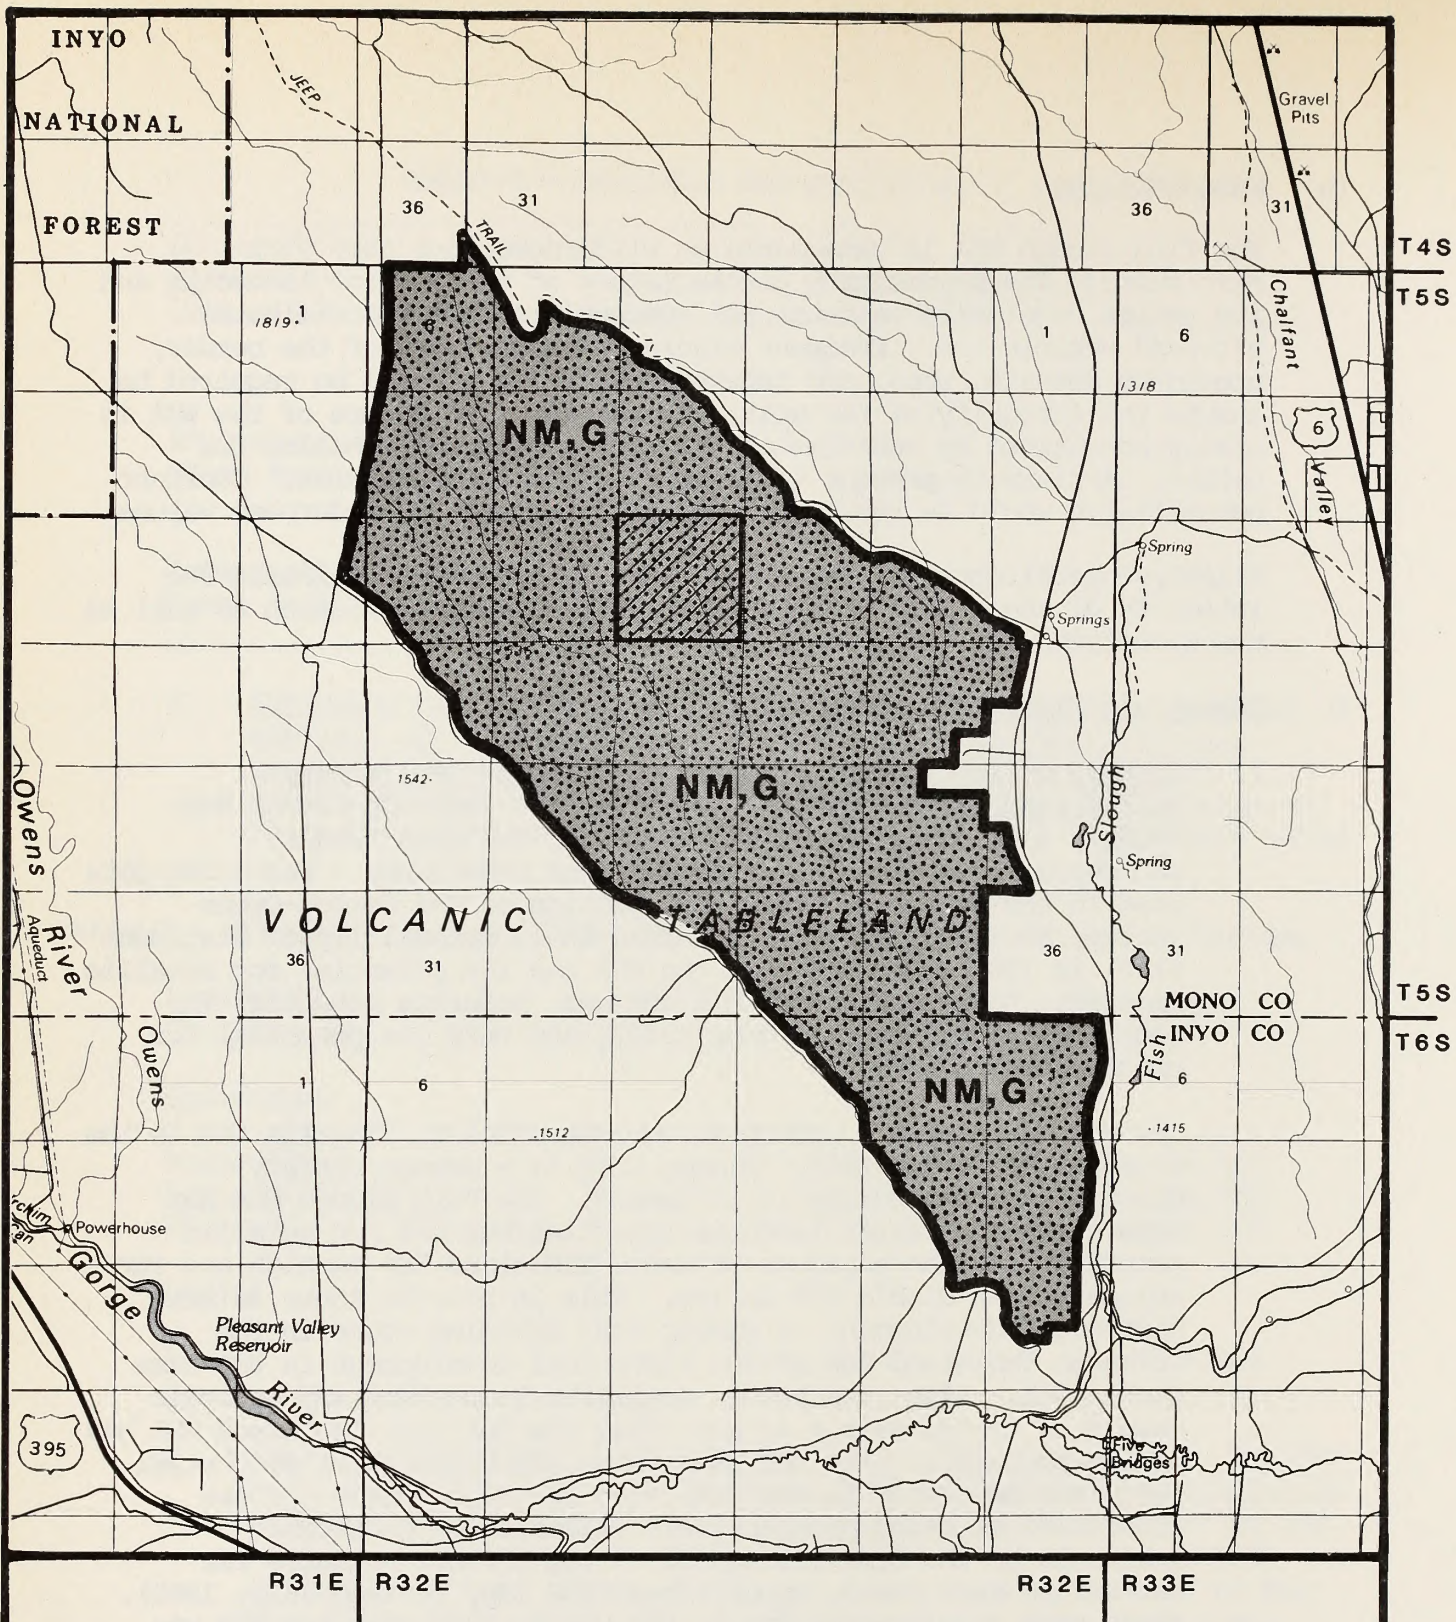 INYO
NATIONAL
FOREST
JEEP
TRAIL
Gravel
Pits
36
31
36
31
T4S
T5S
1819
1
6
1
6
1318
Chalfant
Valley
6
NM,G
Spring
Springs
1542
NM,G
Slough
Spring
Owens
River
Aqueduct
VOLCANIC TABLELAND
36
31
36
31
MONO CO
INYO CO
T5S
T6S
Owens
1
6
NM,G
1
Fish
6
1512
1415
Powerhouse
Gorge
Pleasant Valley
Reservoir
River
395
Five
Bridges
R31E
R32E
R32E
R33E